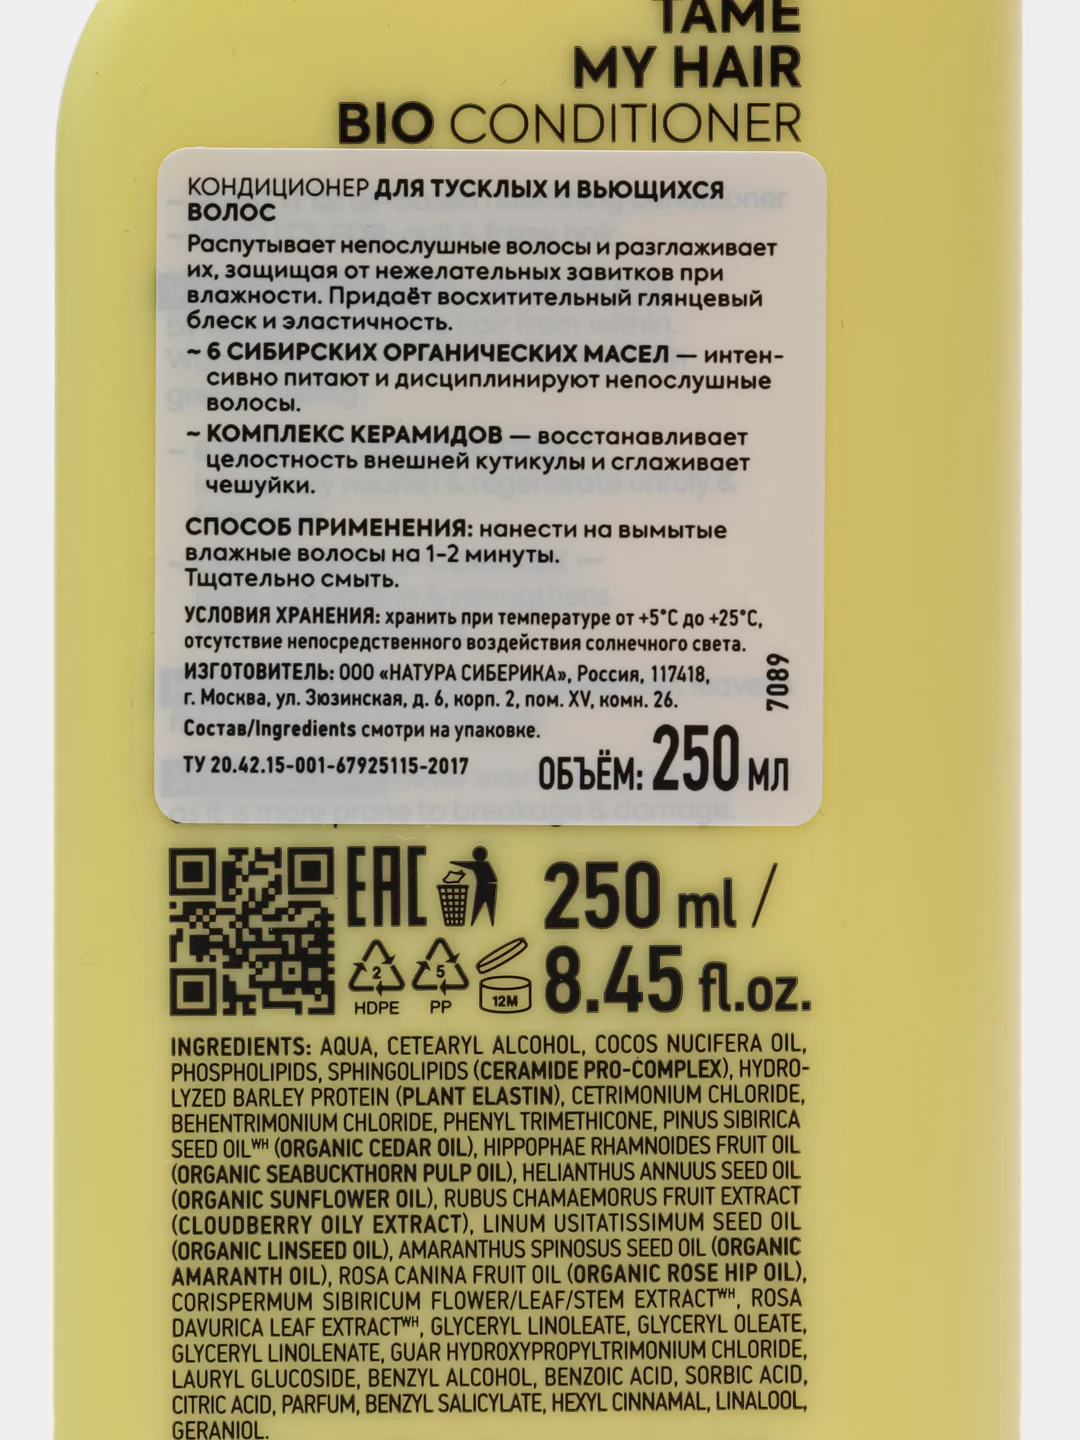 TAME
MY HAIR
BIO CONDITIONER
КОНДИЦИОНЕР ДЛЯ ТУСКЛЫХ И ВЬЮЩИХСЯ
ВОЛОС
Распутывает непослушные волосы и разглаживает
их, защищая от нежелательных завитков при
влажности. Придаёт восхитительный глянцевый
блеск и эластичность.
~ 6 СИБИРСКИХ ОРГАНИЧЕСКИХ МАСЕЛ — интен-
сивно питают и дисциплинируют непослушные
волосы.
~ КОМПЛЕКС КЕРАМИДОВ — восстанавливает
целостность внешней кутикулы и сглаживает
чешуйки.
СПОСОБ ПРИМЕНЕНИЯ: нанести на вымытые
влажные волосы на 1-2 минуты.
Тщательно смыть.
УСЛОВИЯ ХРАНЕНИЯ: хранить при температуре от +5°С до +25°С,
отсутствие непосредственного воздействия солнечного света.
ИЗГОТОВИТЕЛЬ: ООО «НАТУРА СИБЕРИКА», Россия, 117418,
г. Москва, ул. Зюзинская, д. 6, корп. 2, пом. XV, комн. 26.
7089
Состав/Ingredients смотри на упаковке.
ТУ 20.42.15-001-67925115-2017
ОБЪЁМ: 250 МЛ
as it is more prone to breakage & damage.
EAC
250 ml /
8.45 fl.oz.
2
HDPE
5
PP
12M
INGREDIENTS: AQUA, CETEARYL ALCOHOL, COCOS NUCIFERA OIL,
PHOSPHOLIPIDS, SPHINGOLIPIDS (CERAMIDE PRO-COMPLEX), HYDRO-
LYZED BARLEY PROTEIN (PLANT ELASTIN), CETRIMONIUM CHLORIDE,
BEHENTRIMONIUM CHLORIDE, PHENYL TRIMETHICONE, PINUS SIBIRICA
SEED OILᵂᴴ (ORGANIC CEDAR OIL), HIPPOPHAE RHAMNOIDES FRUIT OIL
(ORGANIC SEABUCKTHORN PULP OIL), HELIANTHUS ANNUUS SEED OIL
(ORGANIC SUNFLOWER OIL), RUBUS CHAMAEMORUS FRUIT EXTRACT
(CLOUDBERRY OILY EXTRACT), LINUM USITATISSIMUM SEED OIL
(ORGANIC LINSEED OIL), AMARANTHUS SPINOSUS SEED OIL (ORGANIC
AMARANTH OIL), ROSA CANINA FRUIT OIL (ORGANIC ROSE HIP OIL),
CORISPERMUM SIBIRICUM FLOWER/LEAF/STEM EXTRACTᵂᴴ, ROSA
DAVURICA LEAF EXTRACTᵂᴴ, GLYCERYL LINOLEATE, GLYCERYL OLEATE,
GLYCERYL LINOLENATE, GUAR HYDROXYPROPYLTRIMONIUM CHLORIDE,
LAURYL GLUCOSIDE, BENZYL ALCOHOL, BENZOIC ACID, SORBIC ACID,
CITRIC ACID, PARFUM, BENZYL SALICYLATE, HEXYL CINNAMAL, LINALOOL,
GERANIOL.